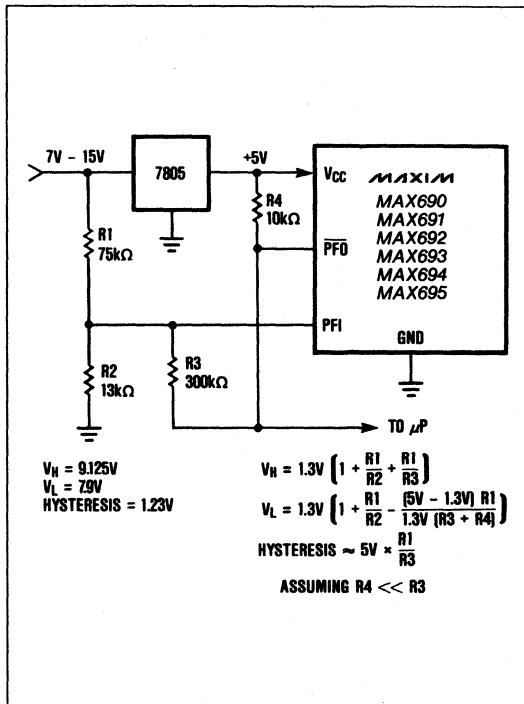 7V – 15V
7805
+5V
VCC
MAXIM
MAX690
MAX691
MAX692
MAX693
MAX694
MAX695
R4
10kΩ
PFO
R1
75kΩ
PFI
GND
R2
13kΩ
R3
300kΩ
TO μP
VH = 9.125V
VL = 7.9V
HYSTERESIS = 1.23V
VH = 1.3V (1 + R1/R2 + R1/R3)
VL = 1.3V (1 + R1/R2 – (5V – 1.3V) R1/1.3V (R3 + R4))
HYSTERESIS ≈ 5V × R1/R3
ASSUMING R4 << R3